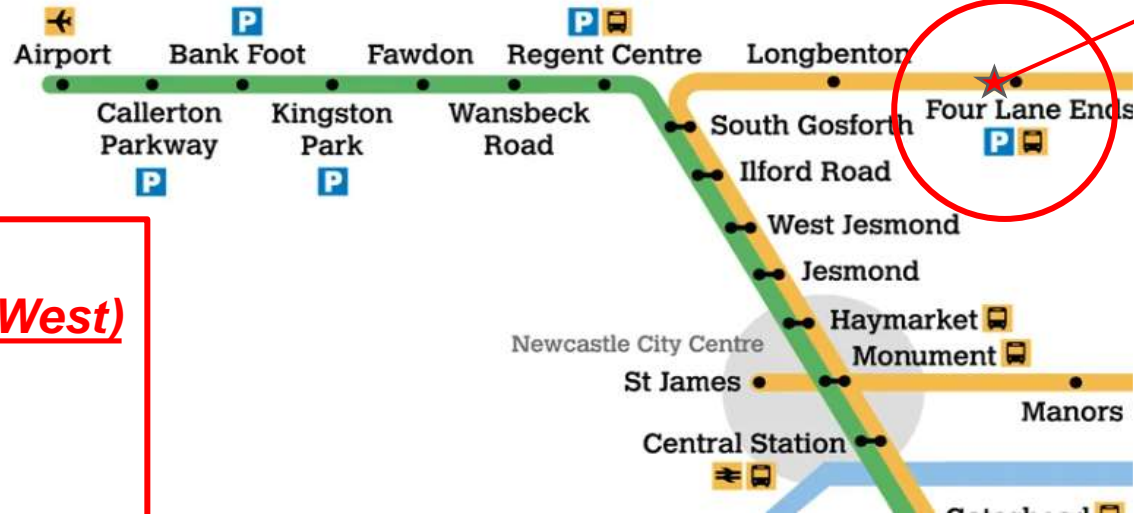 Airport
Bank Foot
Fawdon
Regent Centre
Longbenton
Callerton
Parkway
Kingston
Park
Wansbeck
Road
South Gosforth
Four Lane Ends
P
P
P
P
P
Ilford Road
West Jesmond
West)
Jesmond
Haymarket
Newcastle City Centre
Monument
St James
Manors
Central Station
Gateshead